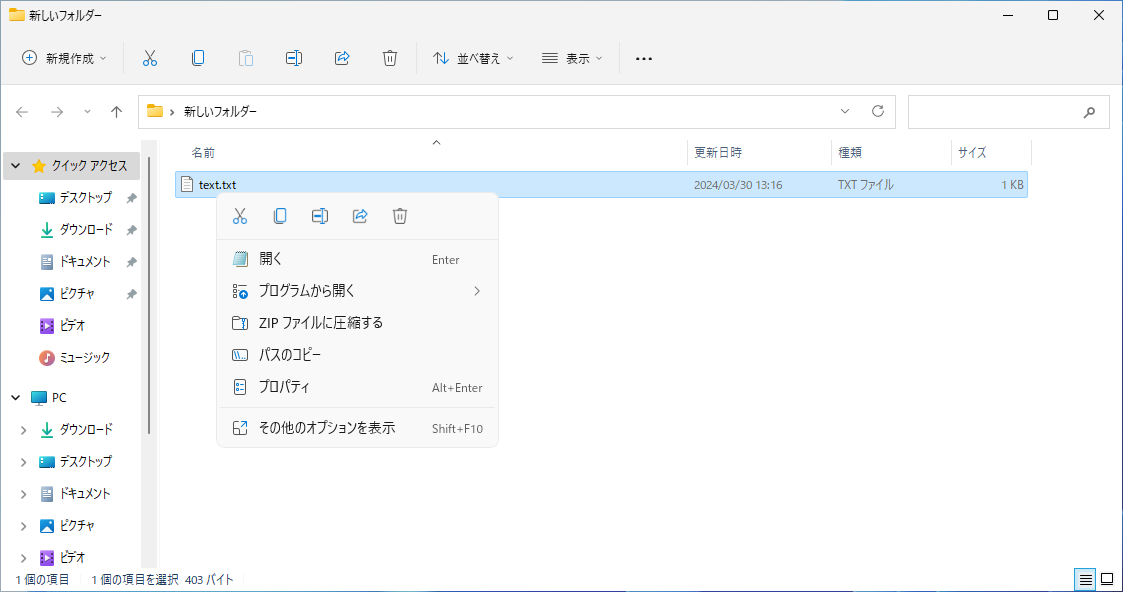 新しいフォルダー
新規作成 並べ替え 表示
新しいフォルダー
名前 更新日時 種類 サイズ
クイック アクセス
text.txt 2024/03/30 13:16 TXT ファイル 1 KB
デスクトップ
ダウンロード
ドキュメント
ピクチャ
ビデオ
ミュージック
PC
ダウンロード
デスクトップ
ドキュメント
ピクチャ
ビデオ
開く Enter
プログラムから開く
ZIP ファイルに圧縮する
パスのコピー
プロパティ Alt+Enter
その他のオプションを表示 Shift+F10
1 個の項目 1 個の項目を選択 403 バイト